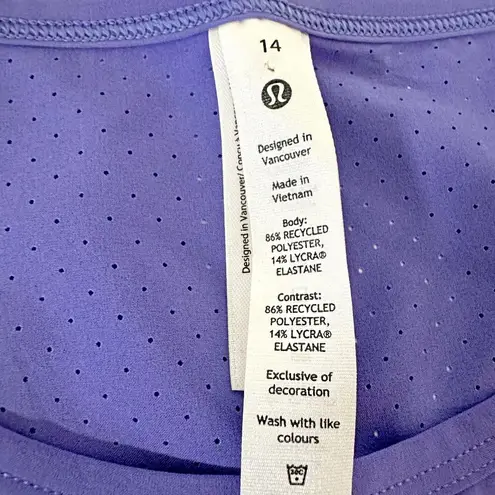 14
Designed in
Vancouver
Made in
Vietnam
Body:
86% RECYCLED
POLYESTER,
14% LYCRA®
ELASTANE
Contrast:
86% RECYCLED
POLYESTER,
14% LYCRA®
ELASTANE
Exclusive of
decoration
Wash with like
colours
30C
Designed in Vancouver/